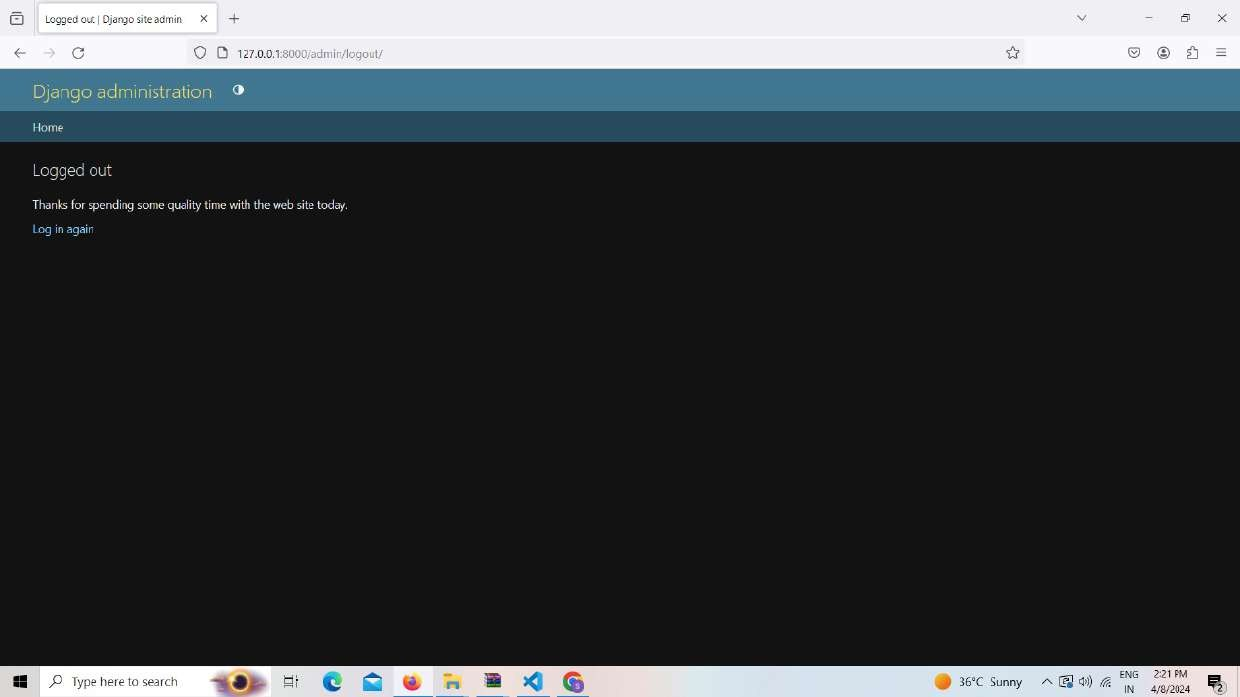 Logged out | Django site admin
127.0.0.1:8000/admin/logout/
Django administration
Home
Logged out
Thanks for spending some quality time with the web site today.
Log in again
Type here to search
36°C Sunny
ENG
IN
2:21 PM
4/8/2024
2
S